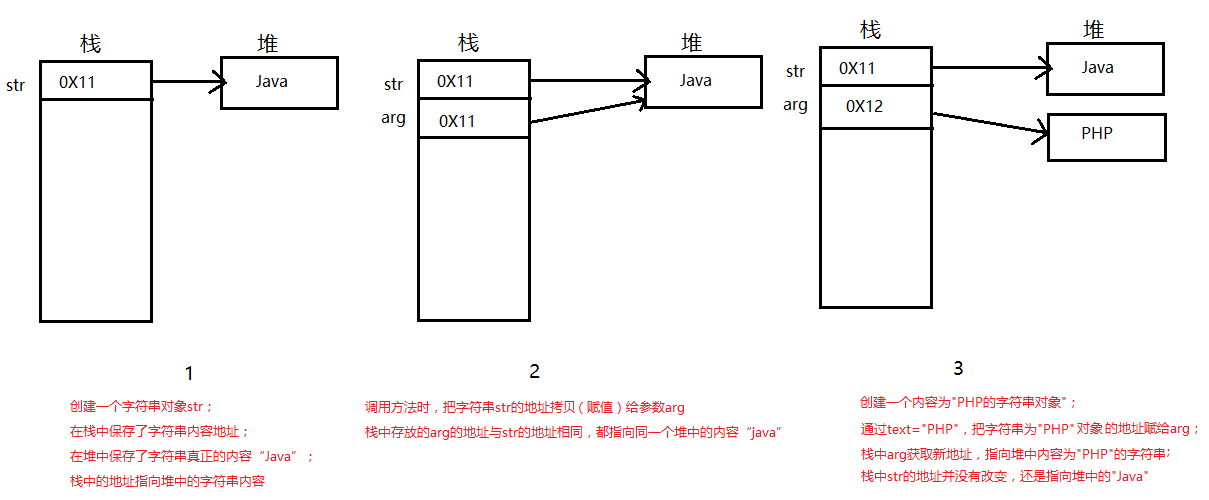 栈
堆
str
0X11
Java
1
创建一个字符串对象str；
在栈中保存了字符串内容地址；
在堆中保存了字符串真正的内容“Java”；
栈中的地址指向堆中的字符串内容
栈
堆
str
0X11
Java
arg
0X11
2
调用方法时，把字符串str的地址拷贝（赋值）给参数arg
栈中存放的arg的地址与str的地址相同，都指向同一个堆中的内容“java”
栈
堆
str
0X11
Java
arg
0X12
PHP
3
创建一个内容为"PHP的字符串对象"；
通过text="PHP"，把字符串为"PHP"对象的地址赋给arg；
栈中arg获取新地址，指向堆中内容为"PHP"的字符串；
栈中str的地址并没有改变，还是指向堆中的"Java"